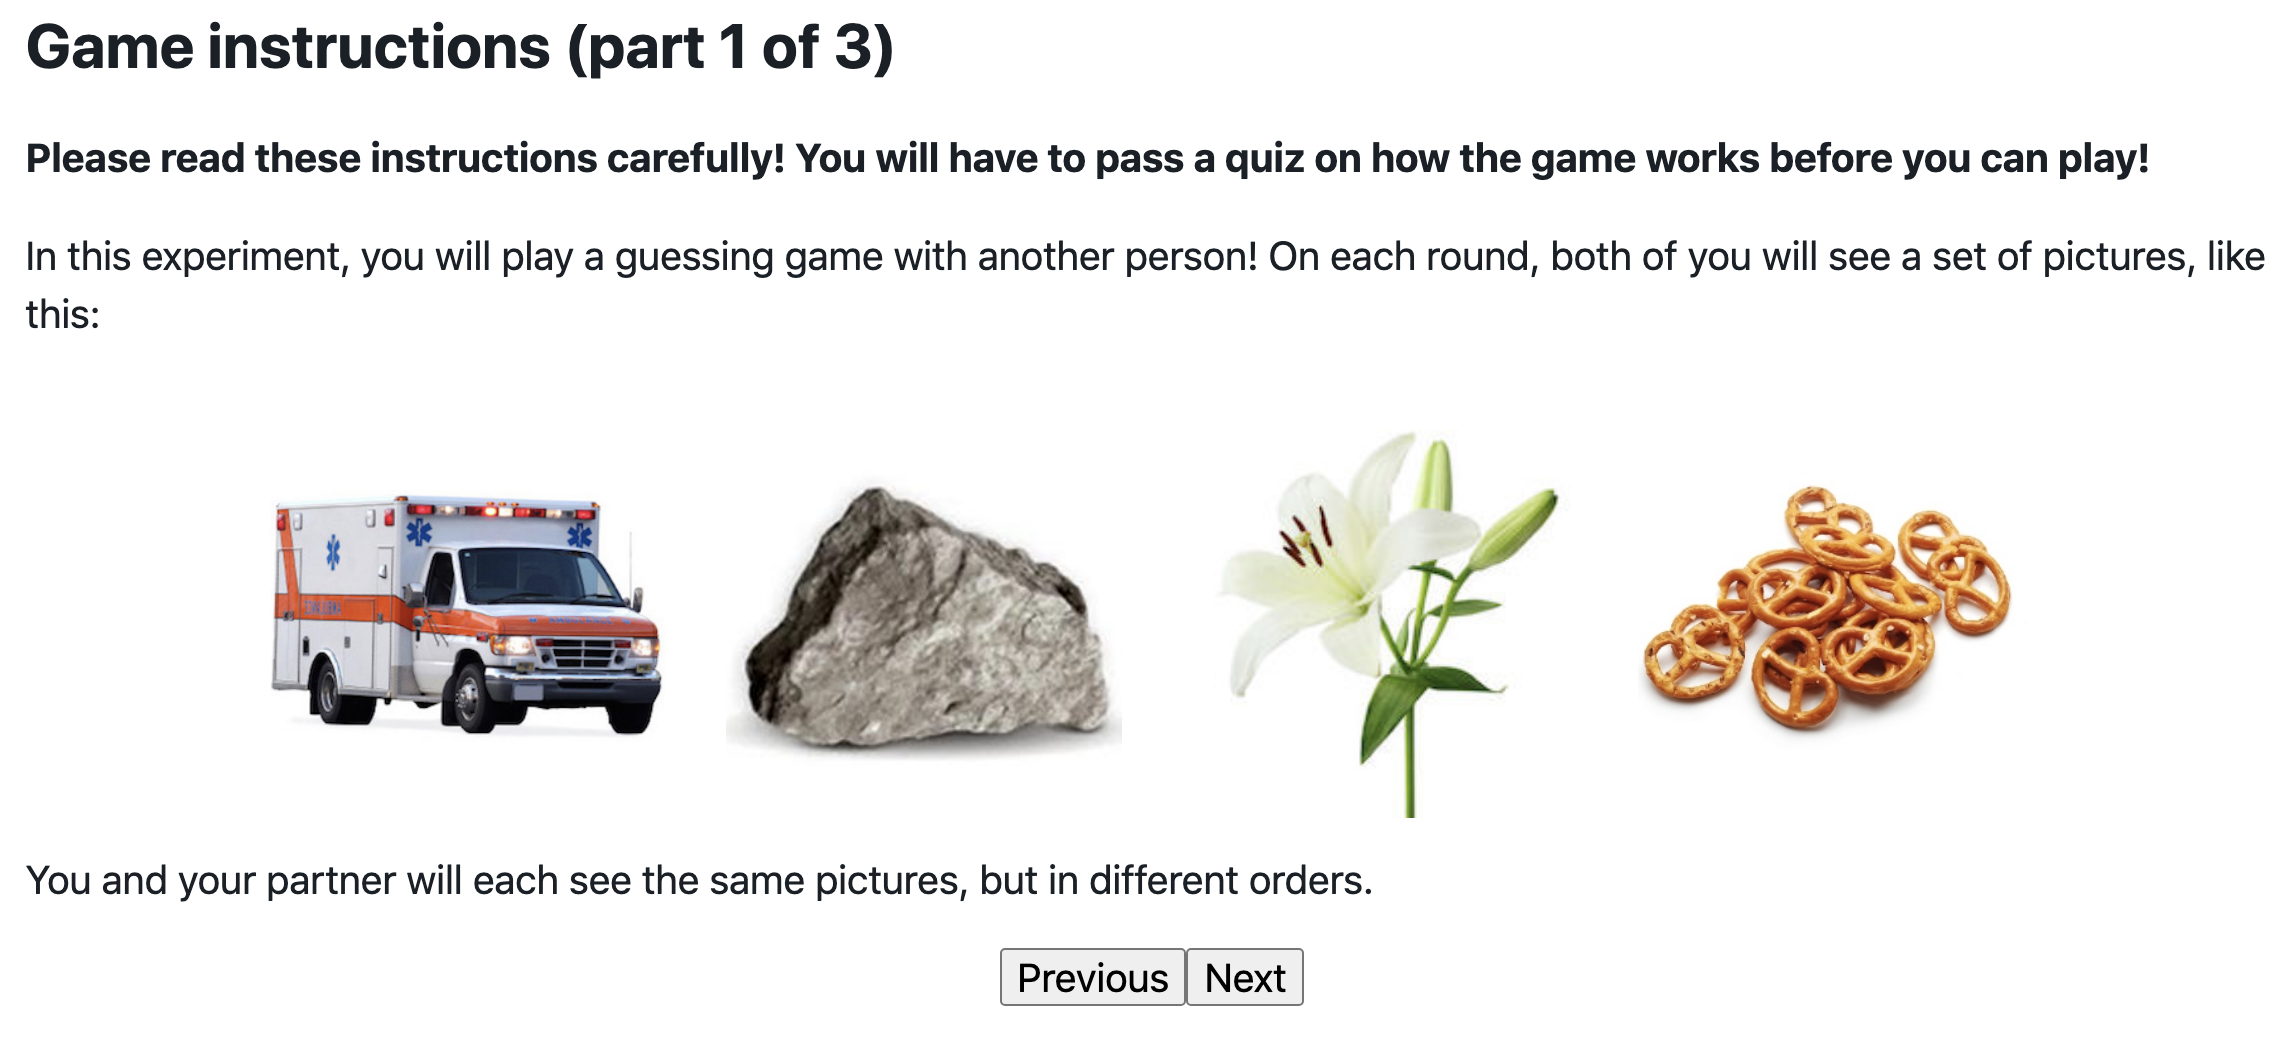 Game instructions (part 1 of 3)
Please read these instructions carefully! You will have to pass a quiz on how the game works before you can play!
In this experiment, you will play a guessing game with another person! On each round, both of you will see a set of pictures, like
this:
You and your partner will each see the same pictures, but in different orders.
Previous Next